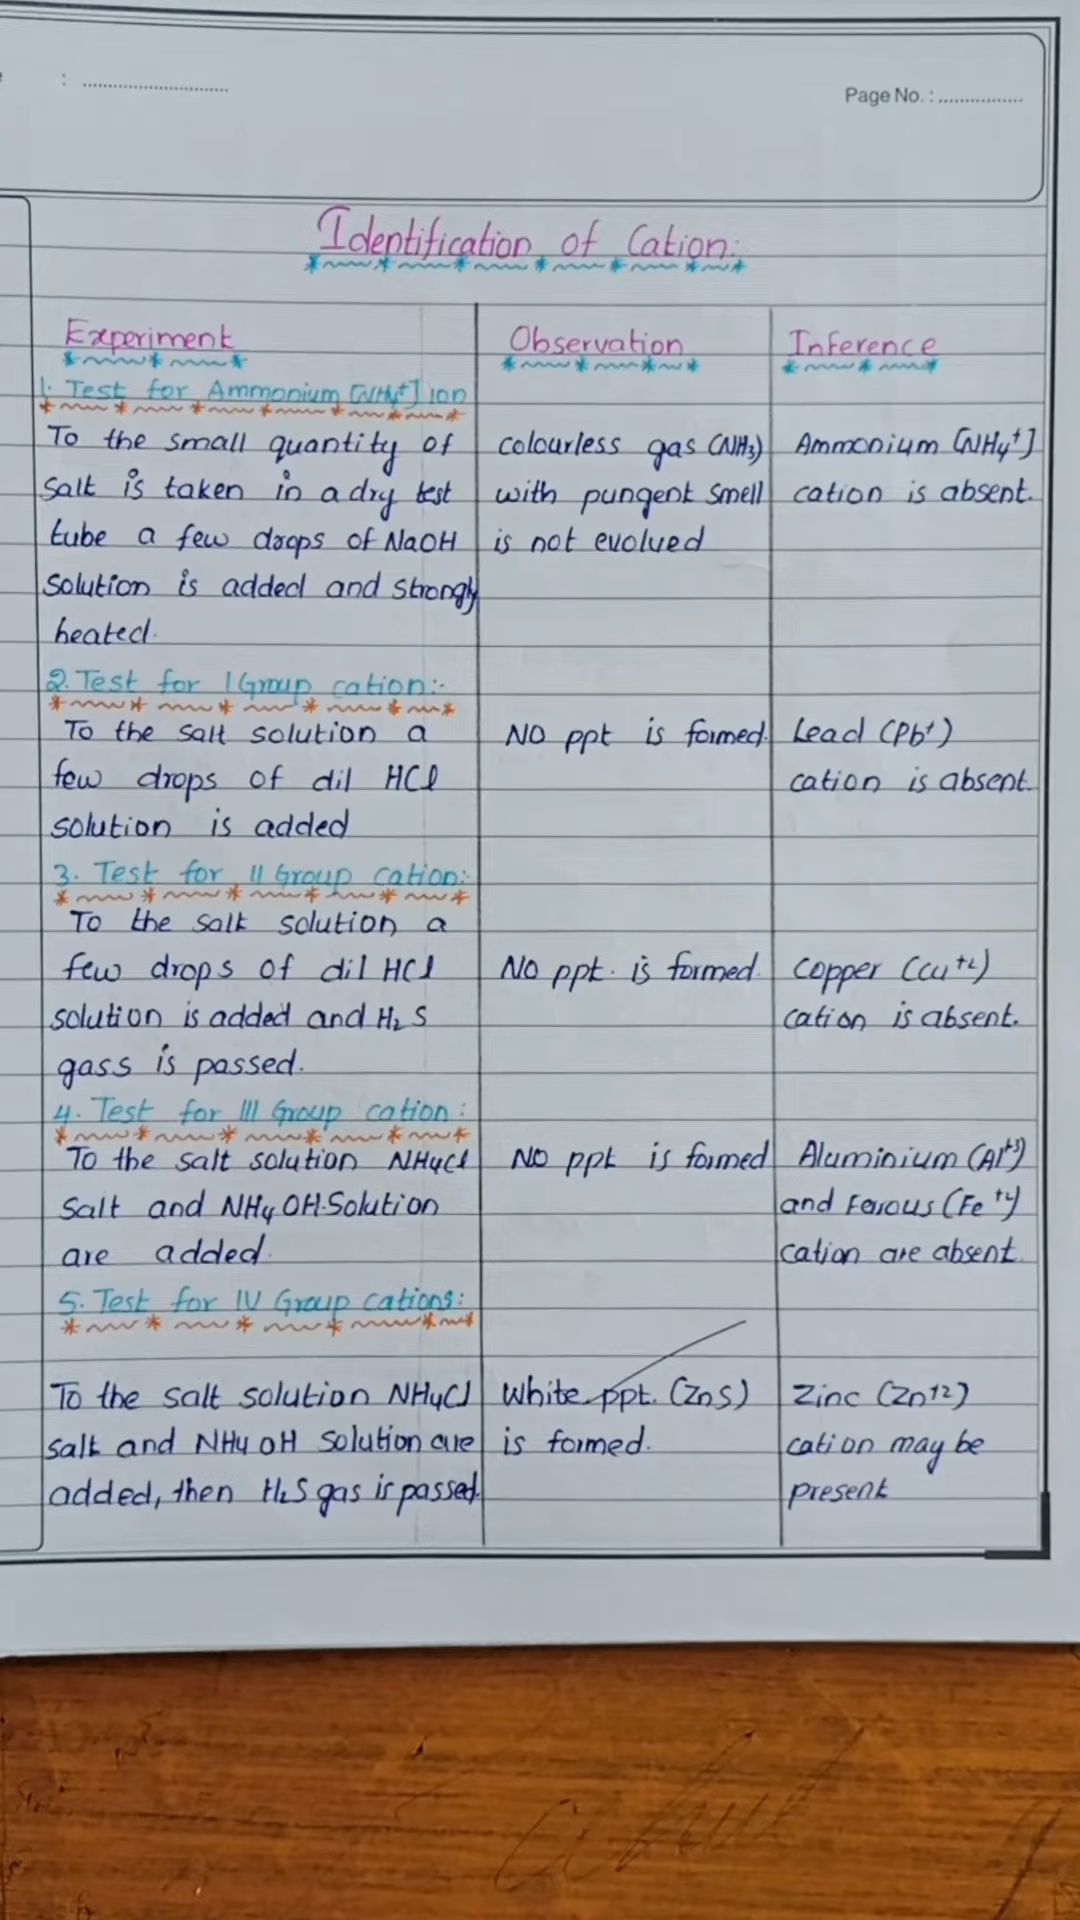 Page No. :
Identification of Cation:
Experiment
Observation
Inference
1. Test for Ammonium [NH4+] ion
To the small quantity of
salt is taken in a dry test
tube a few drops of NaOH
solution is added and strongly
heated.
colourless gas (NH3)
with pungent smell
is not evolved
Ammonium [NH4+]
cation is absent.
2. Test for I Group cation:-
To the salt solution a
few drops of dil HCl
solution is added
NO ppt is formed.
Lead (Pb+)
cation is absent.
3. Test for II Group cation:-
To the salt solution a
few drops of dil HCl
solution is added and H2S
gass is passed.
NO ppt. is formed.
Copper (Cu+2)
cation is absent.
4. Test for III Group cation:
To the salt solution NH4Cl
salt and NH4OH Solution
are added.
NO ppt is formed
Aluminium (Al+3)
and Ferous (Fe+4)
cation are absent.
5. Test for IV Group cations:
To the salt solution NH4Cl
salt and NH4OH solution are
added, then H2S gas is passed.
White ppt. (ZnS)
is formed.
Zinc (Zn+2)
cation may be
present